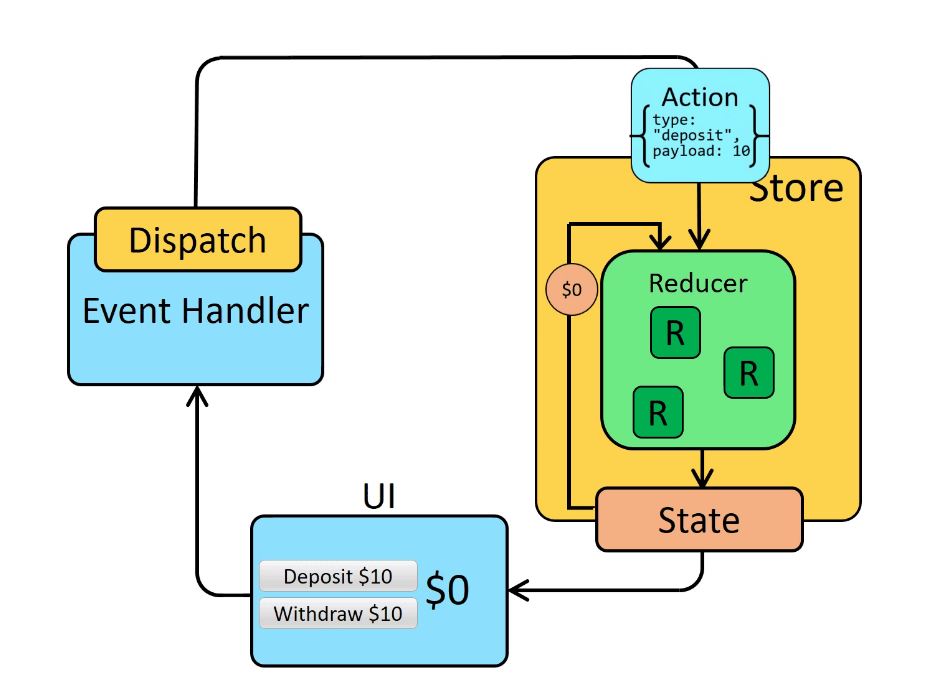 Action
type:
"deposit",
payload: 10
Store
Dispatch
Event Handler
$0
Reducer
R
R
R
State
UI
Deposit $10
$0
Withdraw $10